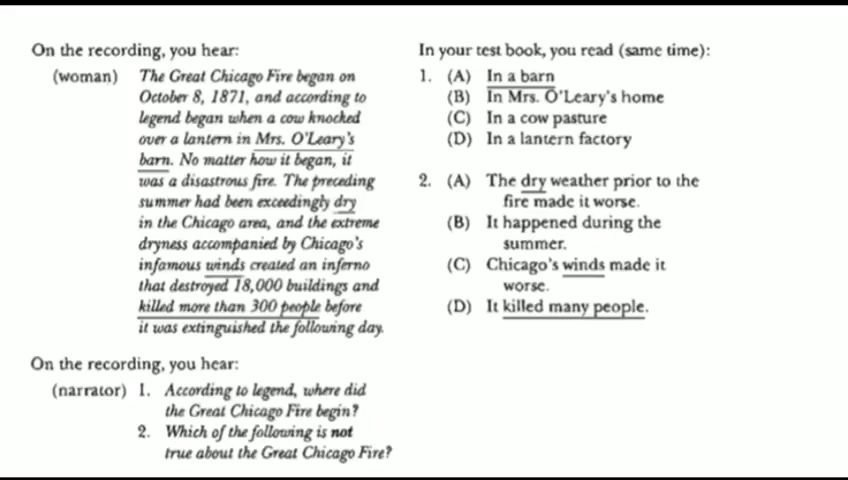 On the recording, you hear:
(woman) The Great Chicago Fire began on
October 8, 1871, and according to
legend began when a cow knocked
over a lantern in Mrs. O'Leary's
barn. No matter how it began, it
was a disastrous fire. The preceding
summer had been exceedingly dry
in the Chicago area, and the extreme
dryness accompanied by Chicago's
infamous winds created an inferno
that destroyed 18,000 buildings and
killed more than 300 people before
it was extinguished the following day.
On the recording, you hear:
(narrator) 1. According to legend, where did
the Great Chicago Fire begin?
2. Which of the following is not
true about the Great Chicago Fire?
In your test book, you read (same time):
1. (A) In a barn
(B) In Mrs. O'Leary's home
(C) In a cow pasture
(D) In a lantern factory
2. (A) The dry weather prior to the
fire made it worse.
(B) It happened during the
summer.
(C) Chicago's winds made it
worse.
(D) It killed many people.